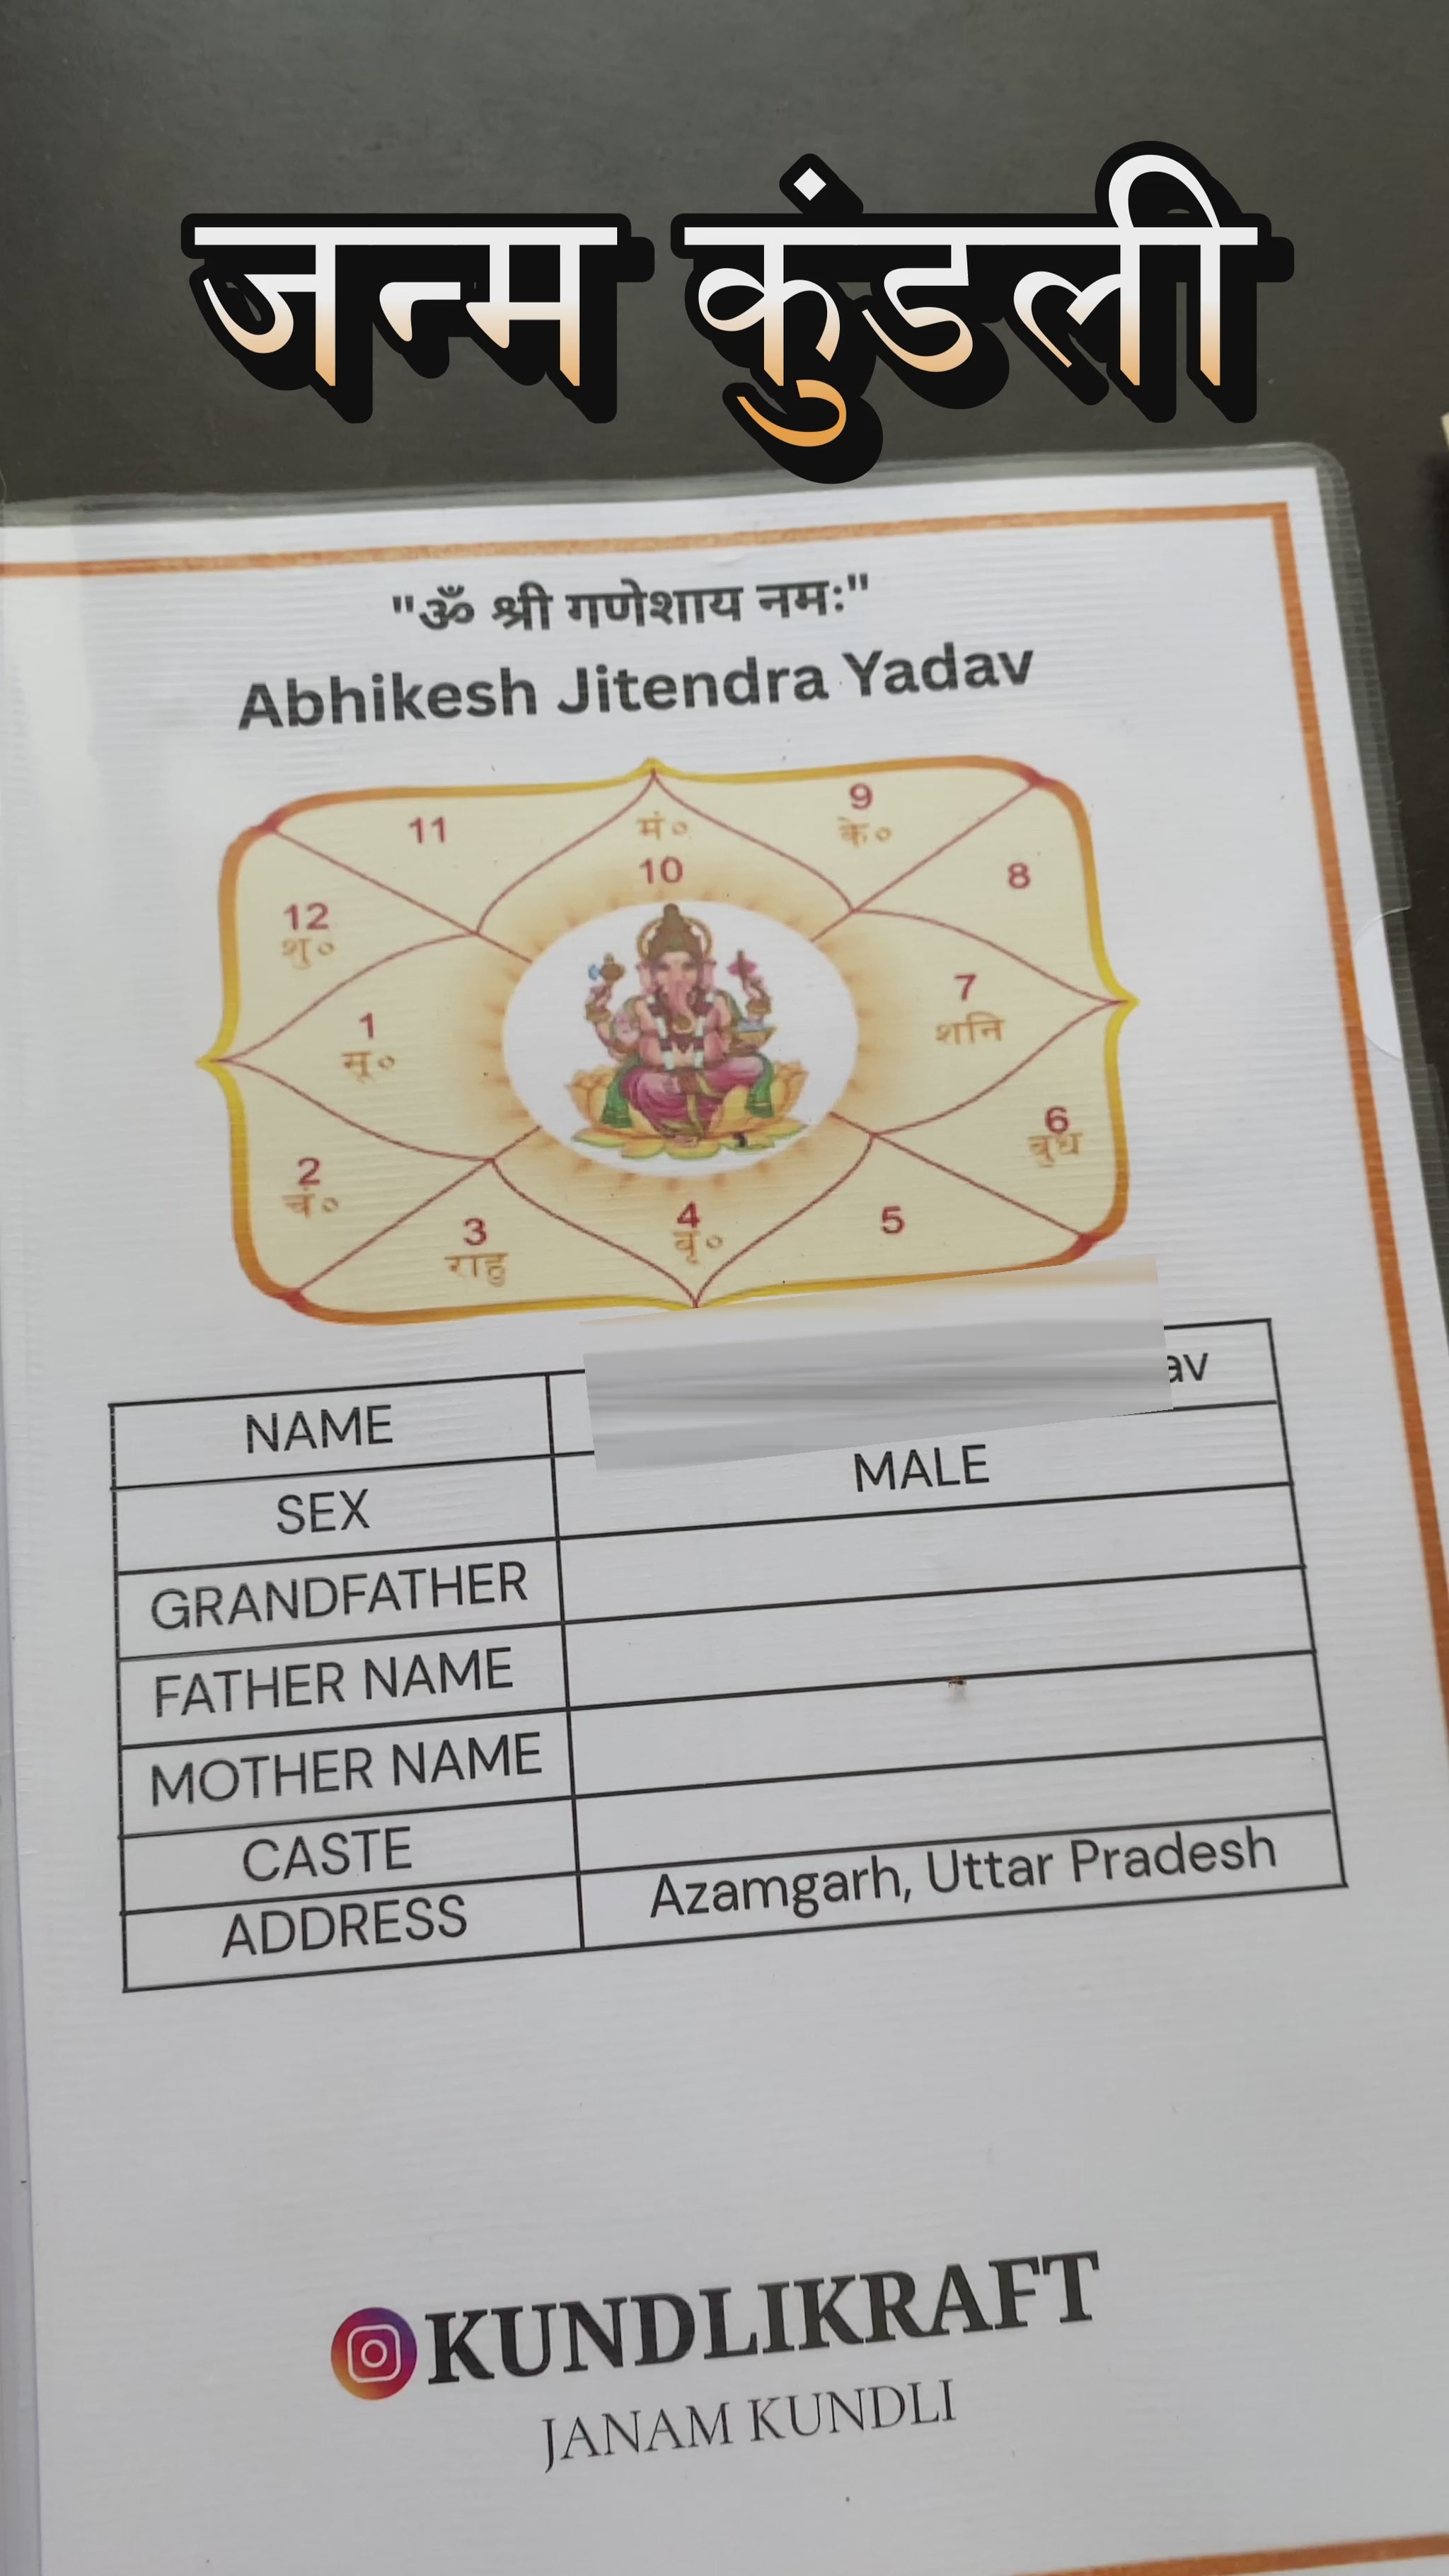 जन्म कुंडली
"ॐ श्री गणेशाय नमः"
Abhikesh Jitendra Yadav
11
मं०
10
9
के०
8
12
शु०
1
सू०
7
शनि
2
चं०
3
राहु
4
बृ०
5
6
बुध
NAME av
SEX MALE
GRANDFATHER
FATHER NAME
MOTHER NAME
CASTE
ADDRESS Azamgarh, Uttar Pradesh
KUNDLIKRAFT
JANAM KUNDLI